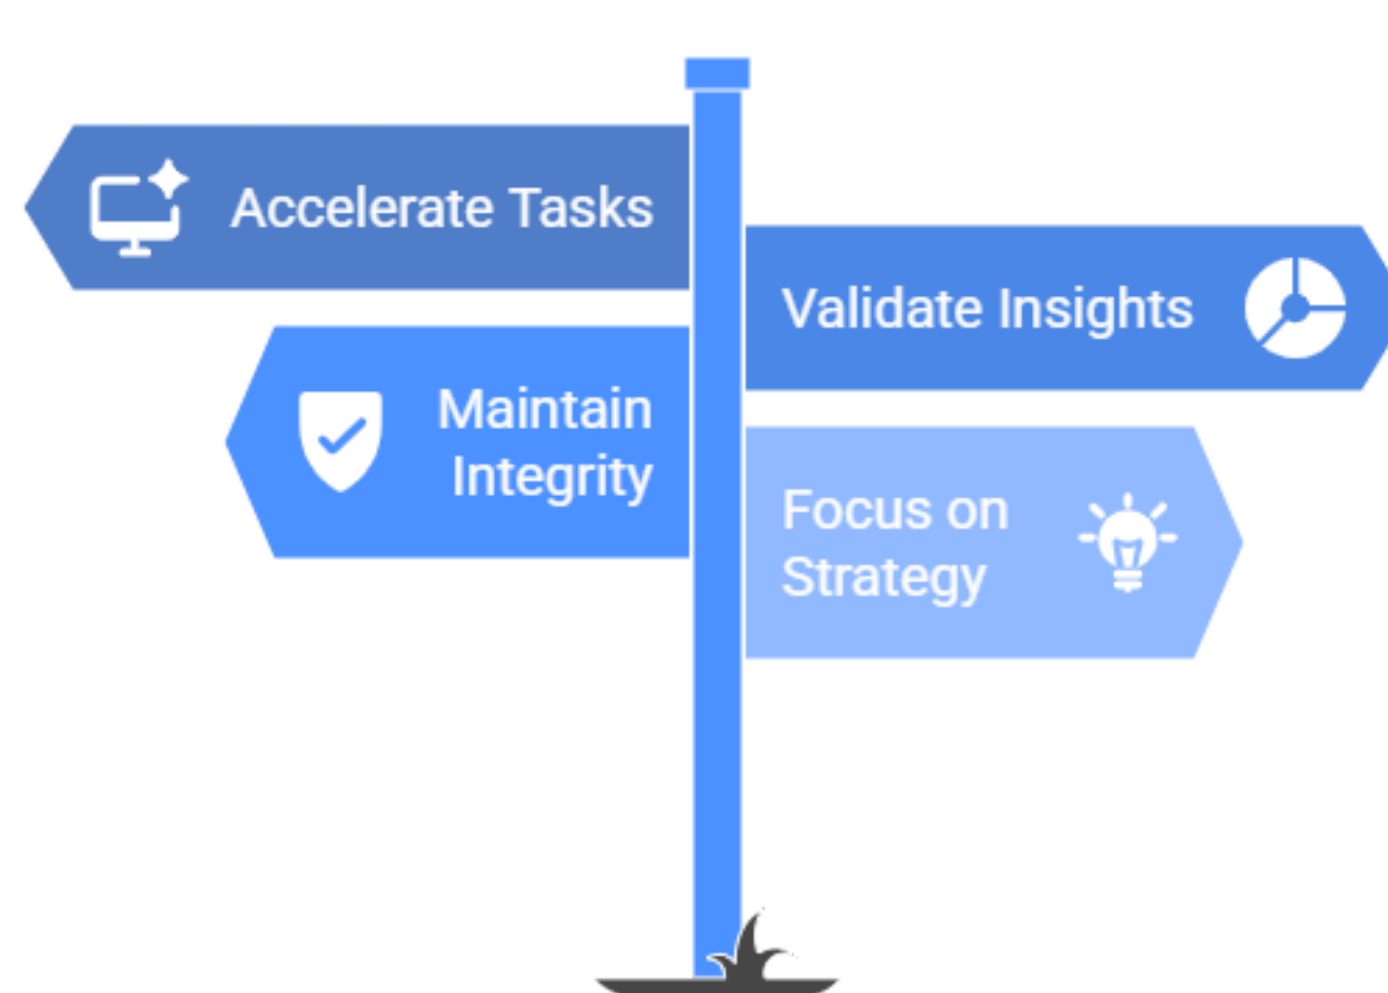 Accelerate Tasks
Validate Insights
Maintain
Integrity
Focus on
Strategy